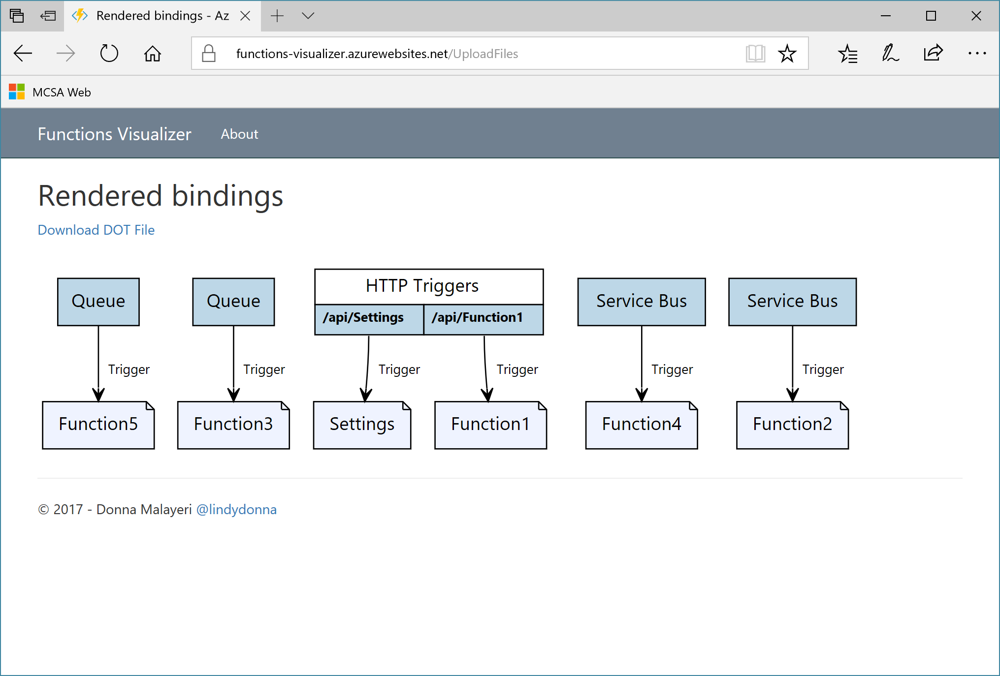 Rendered bindings - Az
functions-visualizer.azurewebsites.net/UploadFiles
MCSA Web
Functions Visualizer About
Rendered bindings
Download DOT File
HTTP Triggers
Queue Queue Service Bus Service Bus
/api/Settings /api/Function1
Trigger Trigger Trigger Trigger Trigger Trigger
Function5 Function3 Settings Function1 Function4 Function2
© 2017 - Donna Malayeri @lindydonna